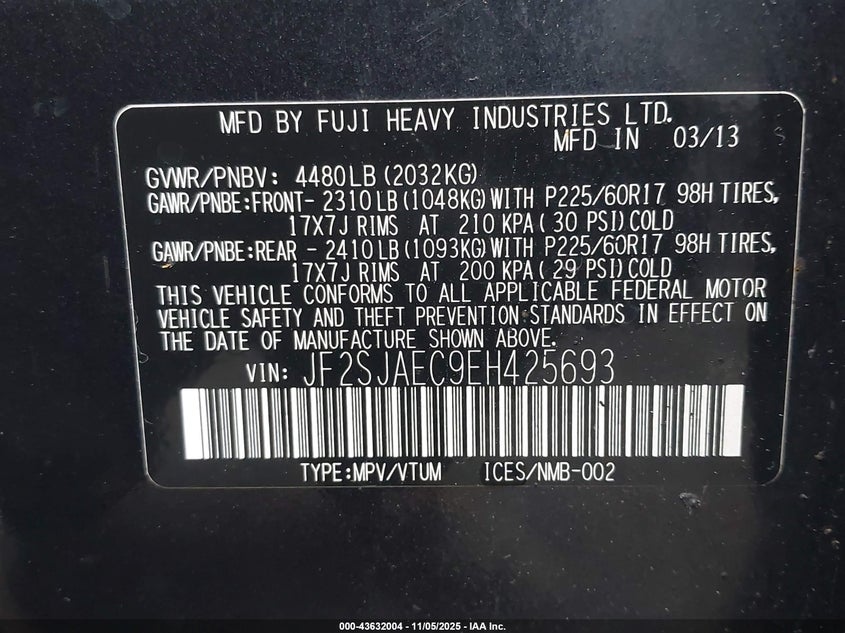 MFD BY FUJI HEAVY INDUSTRIES LTD.
MFD IN 03/13
GVWR/PNBV: 4480LB (2032KG)
GAWR/PNBE:FRONT- 2310LB (1048KG) WITH P225/60R17 98H TIRES,
17X7J RIMS AT 210 KPA ( 30 PSI) COLD
GAWR/PNBE:REAR - 2410LB (1093KG) WITH P225/60R17 98H TIRES,
17X7J RIMS AT 200 KPA ( 29 PSI) COLD
THIS VEHICLE CONFORMS TO ALL APPLICABLE FEDERAL MOTOR
VEHICLE SAFETY AND THEFT PREVENTION STANDARDS IN EFFECT ON
THE DATE OF MANUFACTURE SHOWN ABOVE.
VIN: JF2SJAEC9EH425693
TYPE:MPV/VTUM ICES/NMB-002
000-43632004 - 11/05/2025 - IAA Inc.